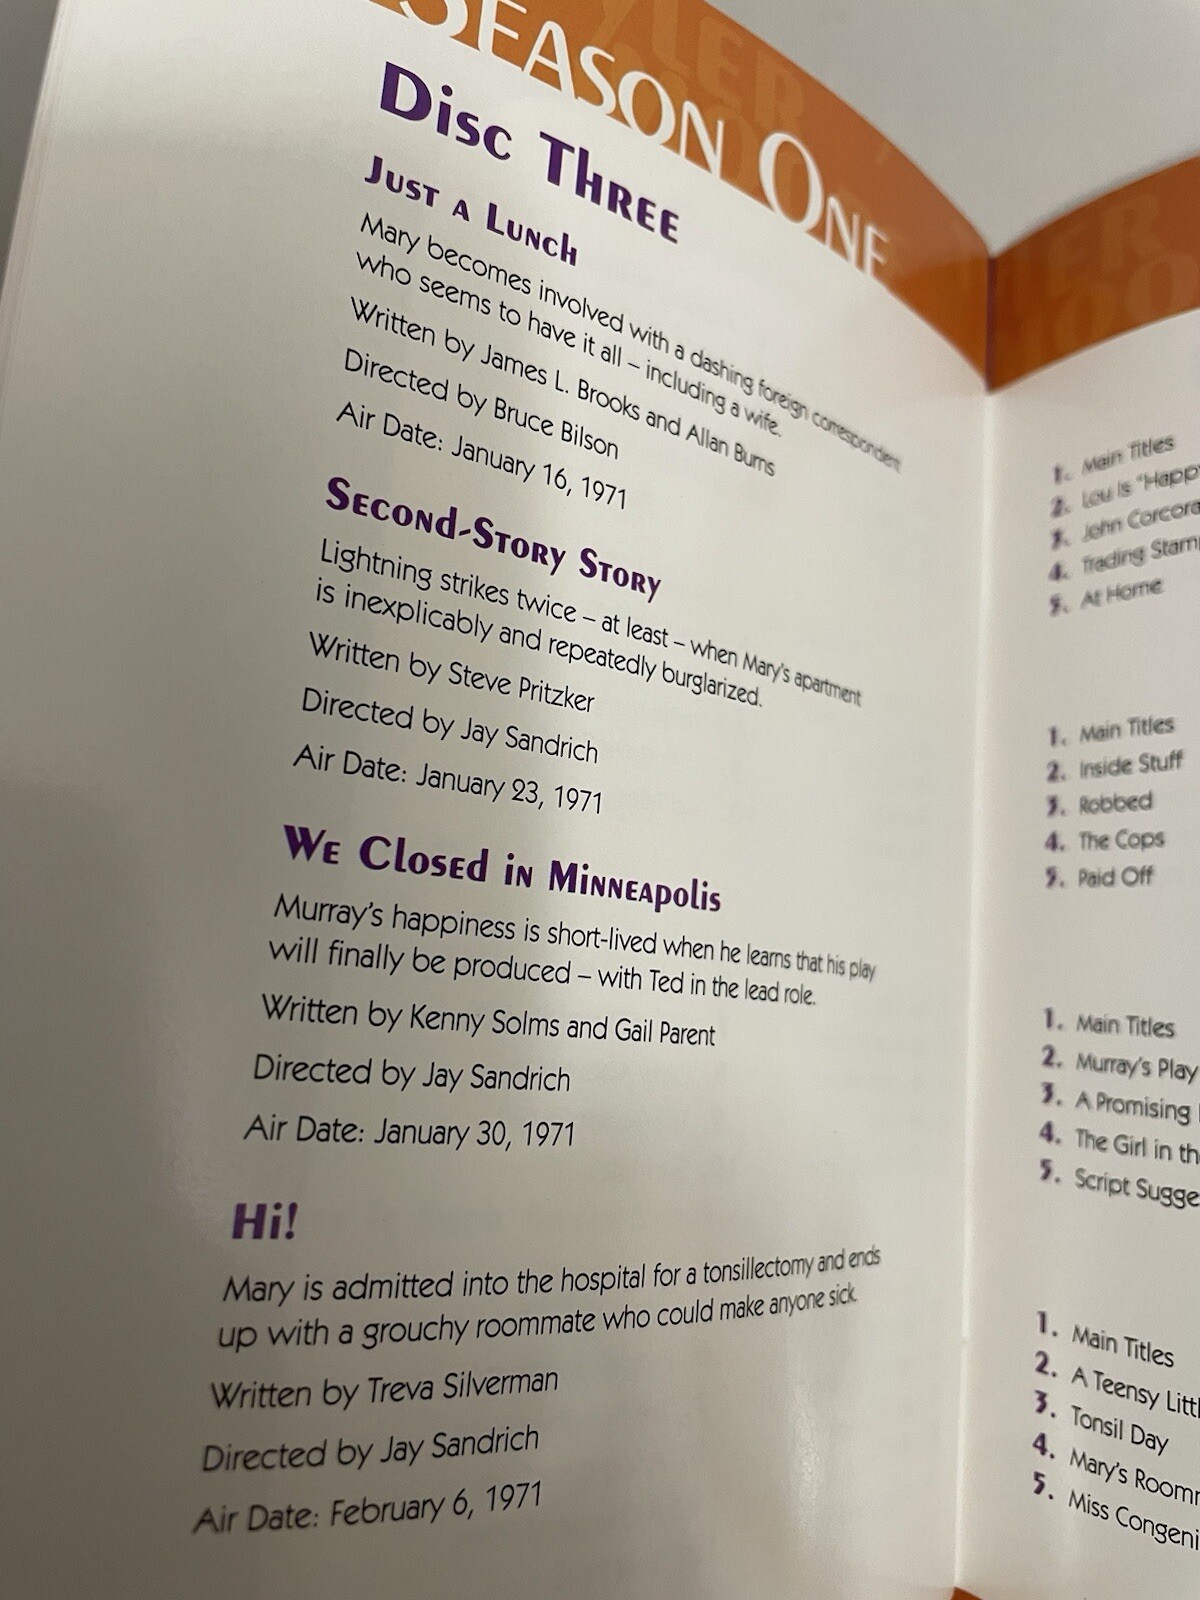 SEASON ONE
DISC THREE
JUST A LUNCH
Mary becomes involved with a dashing foreign correspondent
who seems to have it all – including a wife.
Written by James L. Brooks and Allan Burns
Directed by Bruce Bilson
Air Date: January 16, 1971
SECOND-STORY STORY
Lightning strikes twice – at least – when Mary's apartment
is inexplicably and repeatedly burglarized.
Written by Steve Pritzker
Directed by Jay Sandrich
Air Date: January 23, 1971
WE CLOSED IN MINNEAPOLIS
Murray's happiness is short-lived when he learns that his play
will finally be produced – with Ted in the lead role.
Written by Kenny Solms and Gail Parent
Directed by Jay Sandrich
Air Date: January 30, 1971
Hi!
Mary is admitted into the hospital for a tonsillectomy and ends
up with a grouchy roommate who could make anyone sick.
Written by Treva Silverman
Directed by Jay Sandrich
Air Date: February 6, 1971
1. Main Titles
2. Lou Is "Happy
3. John Corcora
4. Trading Stam
5. At Home
1. Main Titles
2. Inside Stuff
3. Robbed
4. The Cops
5. Paid Off
1. Main Titles
2. Murray's Play
3. A Promising
4. The Girl in th
5. Script Sugge
1. Main Titles
2. A Teensy Littl
3. Tonsil Day
4. Mary's Roomm
5. Miss Congeni